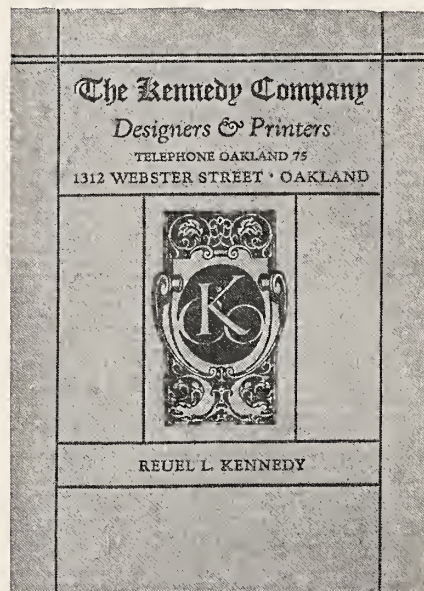 The Kennedy Company
Designers & Printers
TELEPHONE OAKLAND 75
1312 WEBSTER STREET · OAKLAND
K
REUEL L. KENNEDY